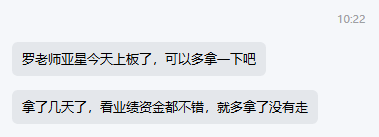 10:22
罗老师亚星今天上板了，可以多拿一下吧
拿了几天了，看业绩资金都不错，就多拿了没有走